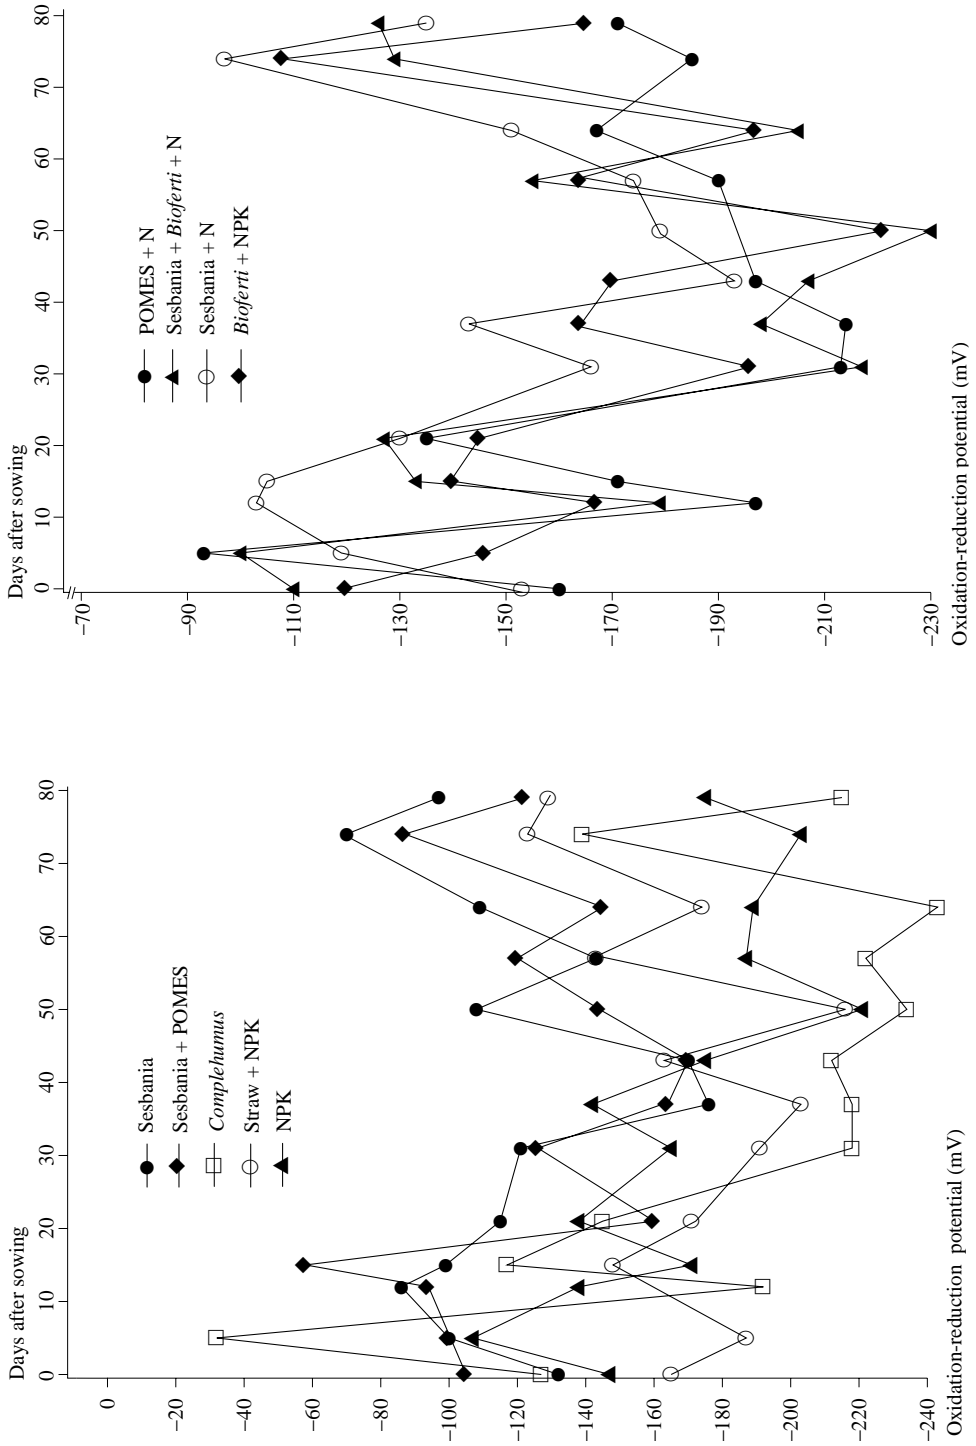 Days after sowing
0 10 20 30 40 50 60 70 80
0
−20
−40
−60
−80
−100
−120
−140
−160
−180
−200
−220
−240
Oxidation-reduction potential (mV)
Sesbania
Sesbania + POMES
Complehumus
Straw + NPK
NPK
Days after sowing
0 10 20 30 40 50 60 70 80
−70
−90
−110
−130
−150
−170
−190
−210
−230
Oxidation-reduction potential (mV)
POMES + N
Sesbania + Bioferti + N
Sesbania + N
Bioferti + NPK